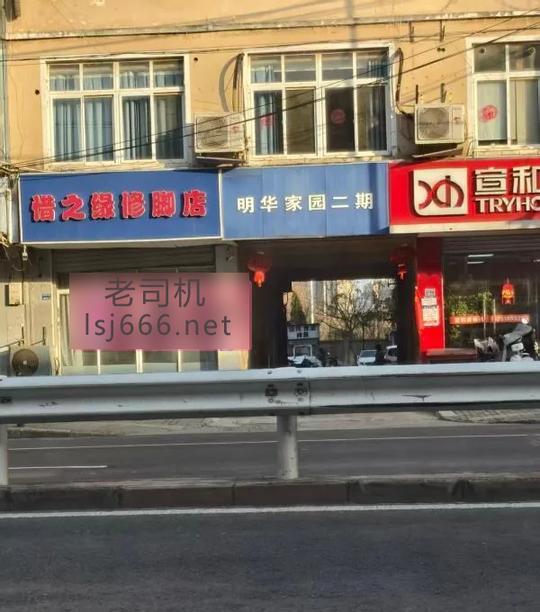 惜之缘修脚店
明华家园二期
宣和
TRYHO
老司机
lsj666.net